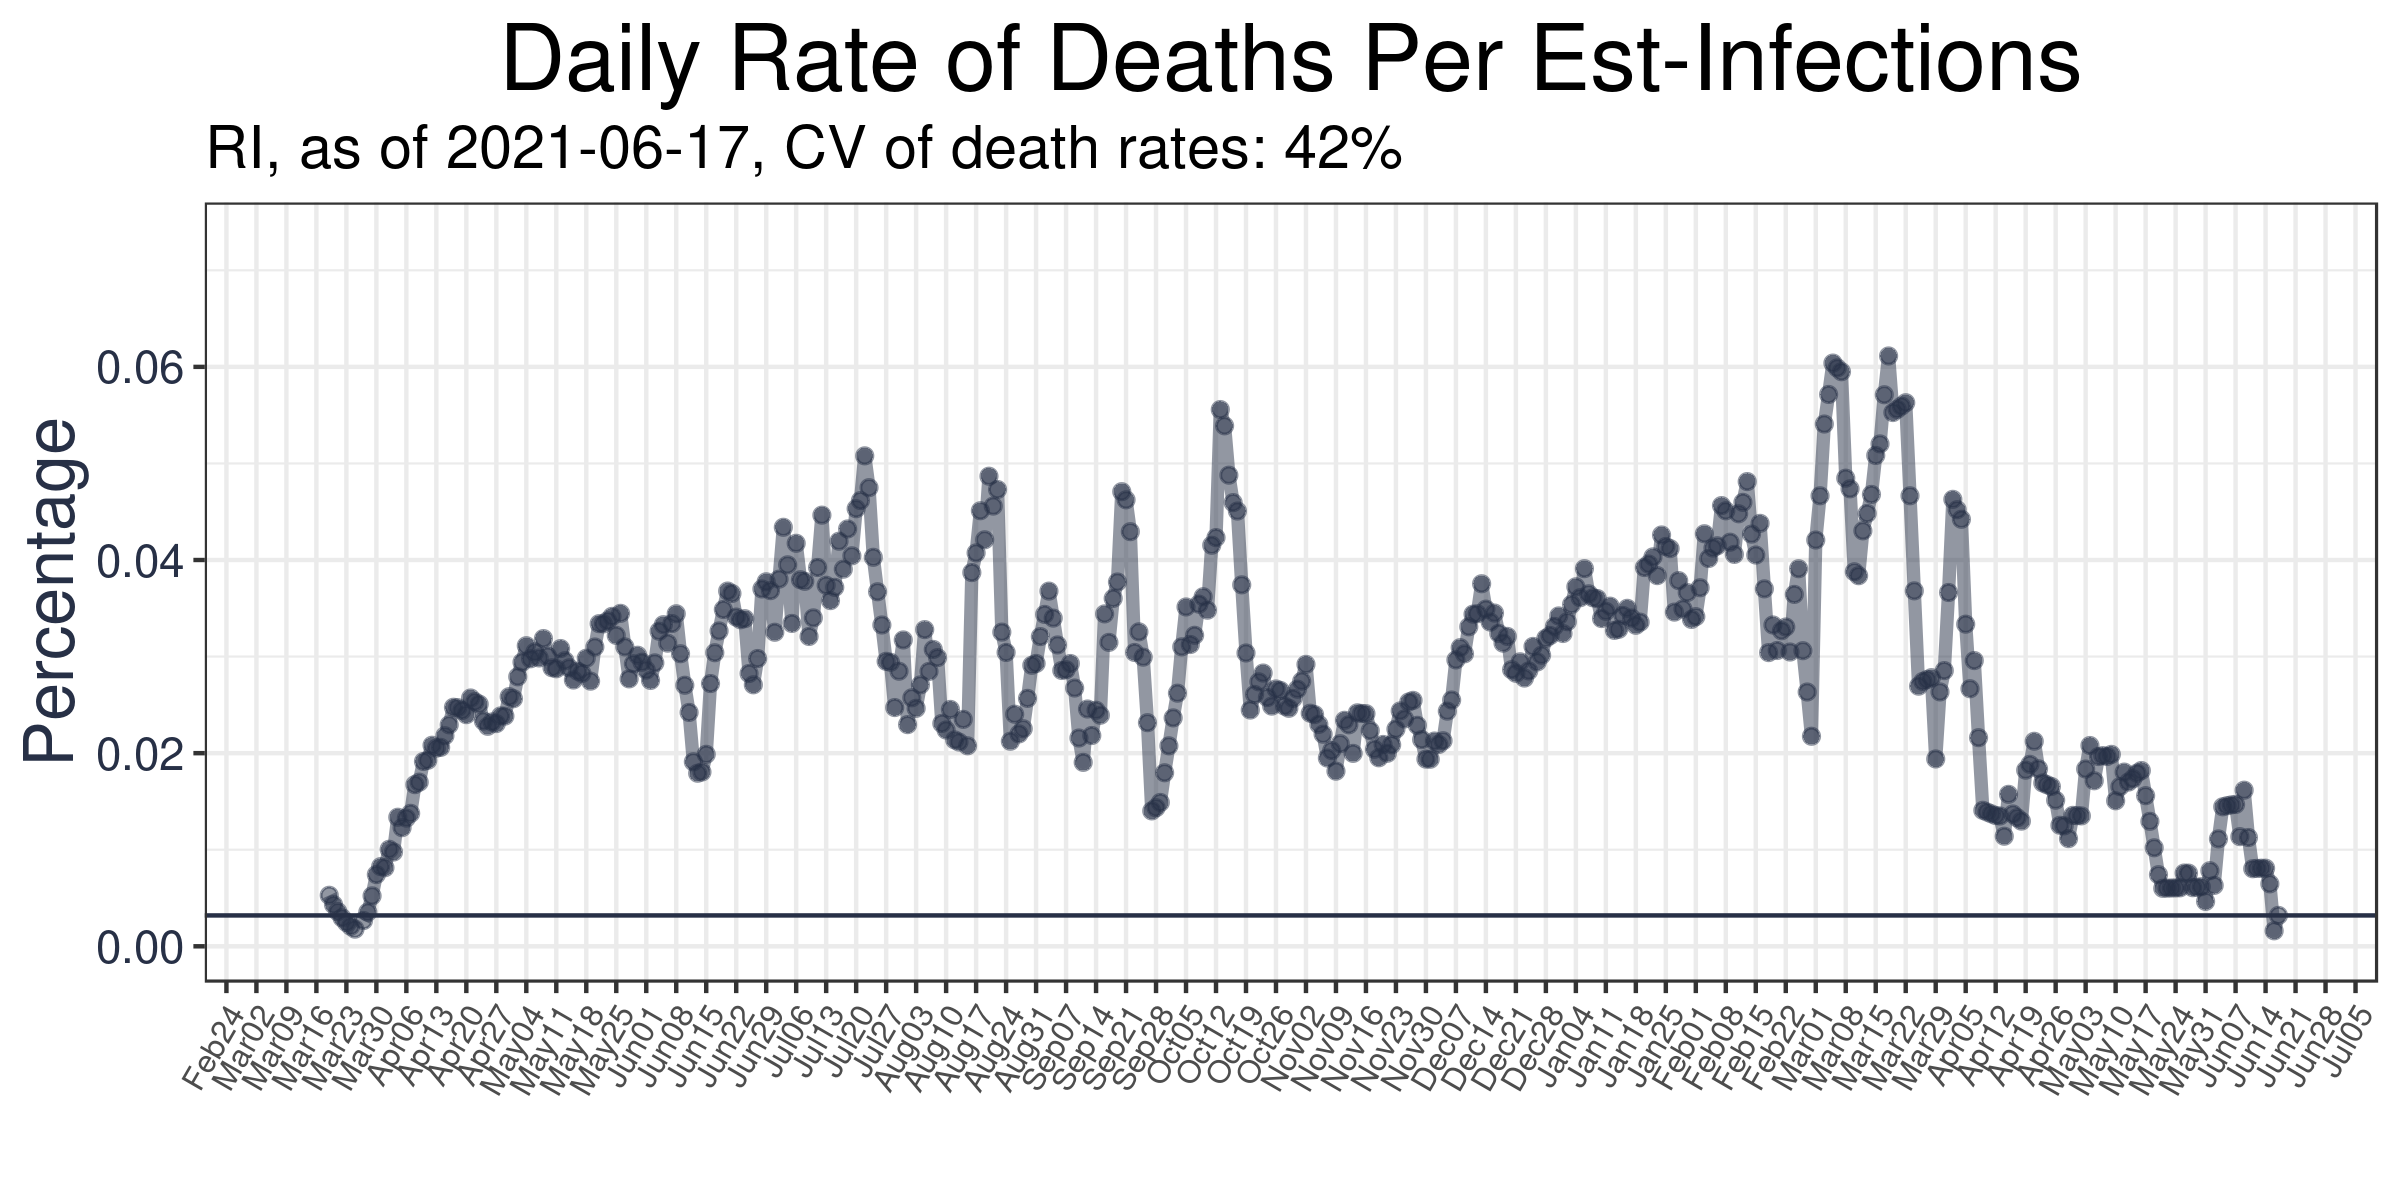 Daily Rate of Deaths Per Est-Infections
RI, as of 2021-06-17, CV of death rates: 42%
Percentage
0.06
0.04
0.02
0.00
Feb24
Mar02
Mar09
Mar16
Mar23
Mar30
Apr06
Apr13
Apr20
Apr27
May04
May11
May18
May25
Jun01
Jun08
Jun15
Jun22
Jun29
Jul06
Jul13
Jul20
Jul27
Aug03
Aug10
Aug17
Aug24
Aug31
Sep07
Sep14
Sep21
Sep28
Oct05
Oct12
Oct19
Oct26
Nov02
Nov09
Nov16
Nov23
Nov30
Dec07
Dec14
Dec21
Dec28
Jan04
Jan11
Jan18
Jan25
Feb01
Feb08
Feb15
Feb22
Mar01
Mar08
Mar15
Mar22
Mar29
Apr05
Apr12
Apr19
Apr26
May03
May10
May17
May24
May31
Jun07
Jun14
Jun21
Jun28
Jul05